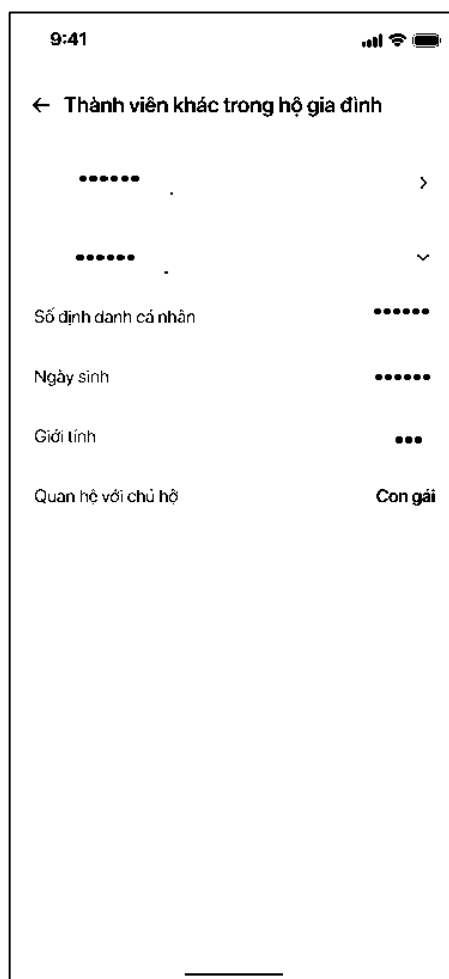 9:41
← Thành viên khác trong hộ gia đình
•••••• . >
•••••• .
Số định danh cá nhân ••••••
Ngày sinh ••••••
Giới tính •••
Quan hệ với chủ hộ Con gái